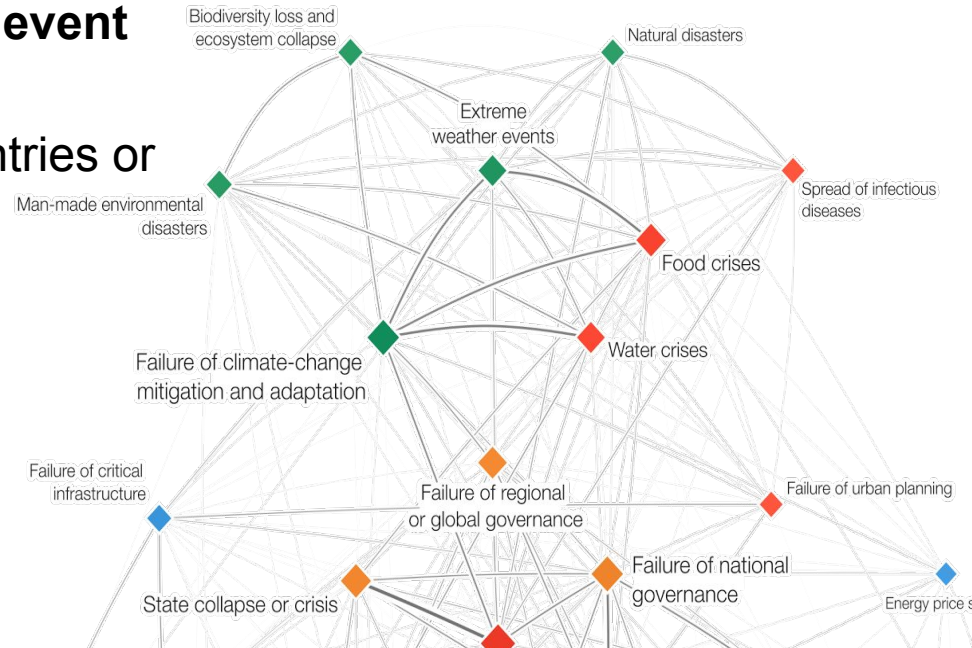 event
ntries or
Biodiversity loss and
ecosystem collapse
Natural disasters
Extreme
weather events
Man-made environmental
disasters
Spread of infectious
diseases
Food crises
Failure of climate-change
mitigation and adaptation
Water crises
Failure of critical
infrastructure
Failure of regional
or global governance
Failure of urban planning
State collapse or crisis
Failure of national
governance
Energy price s